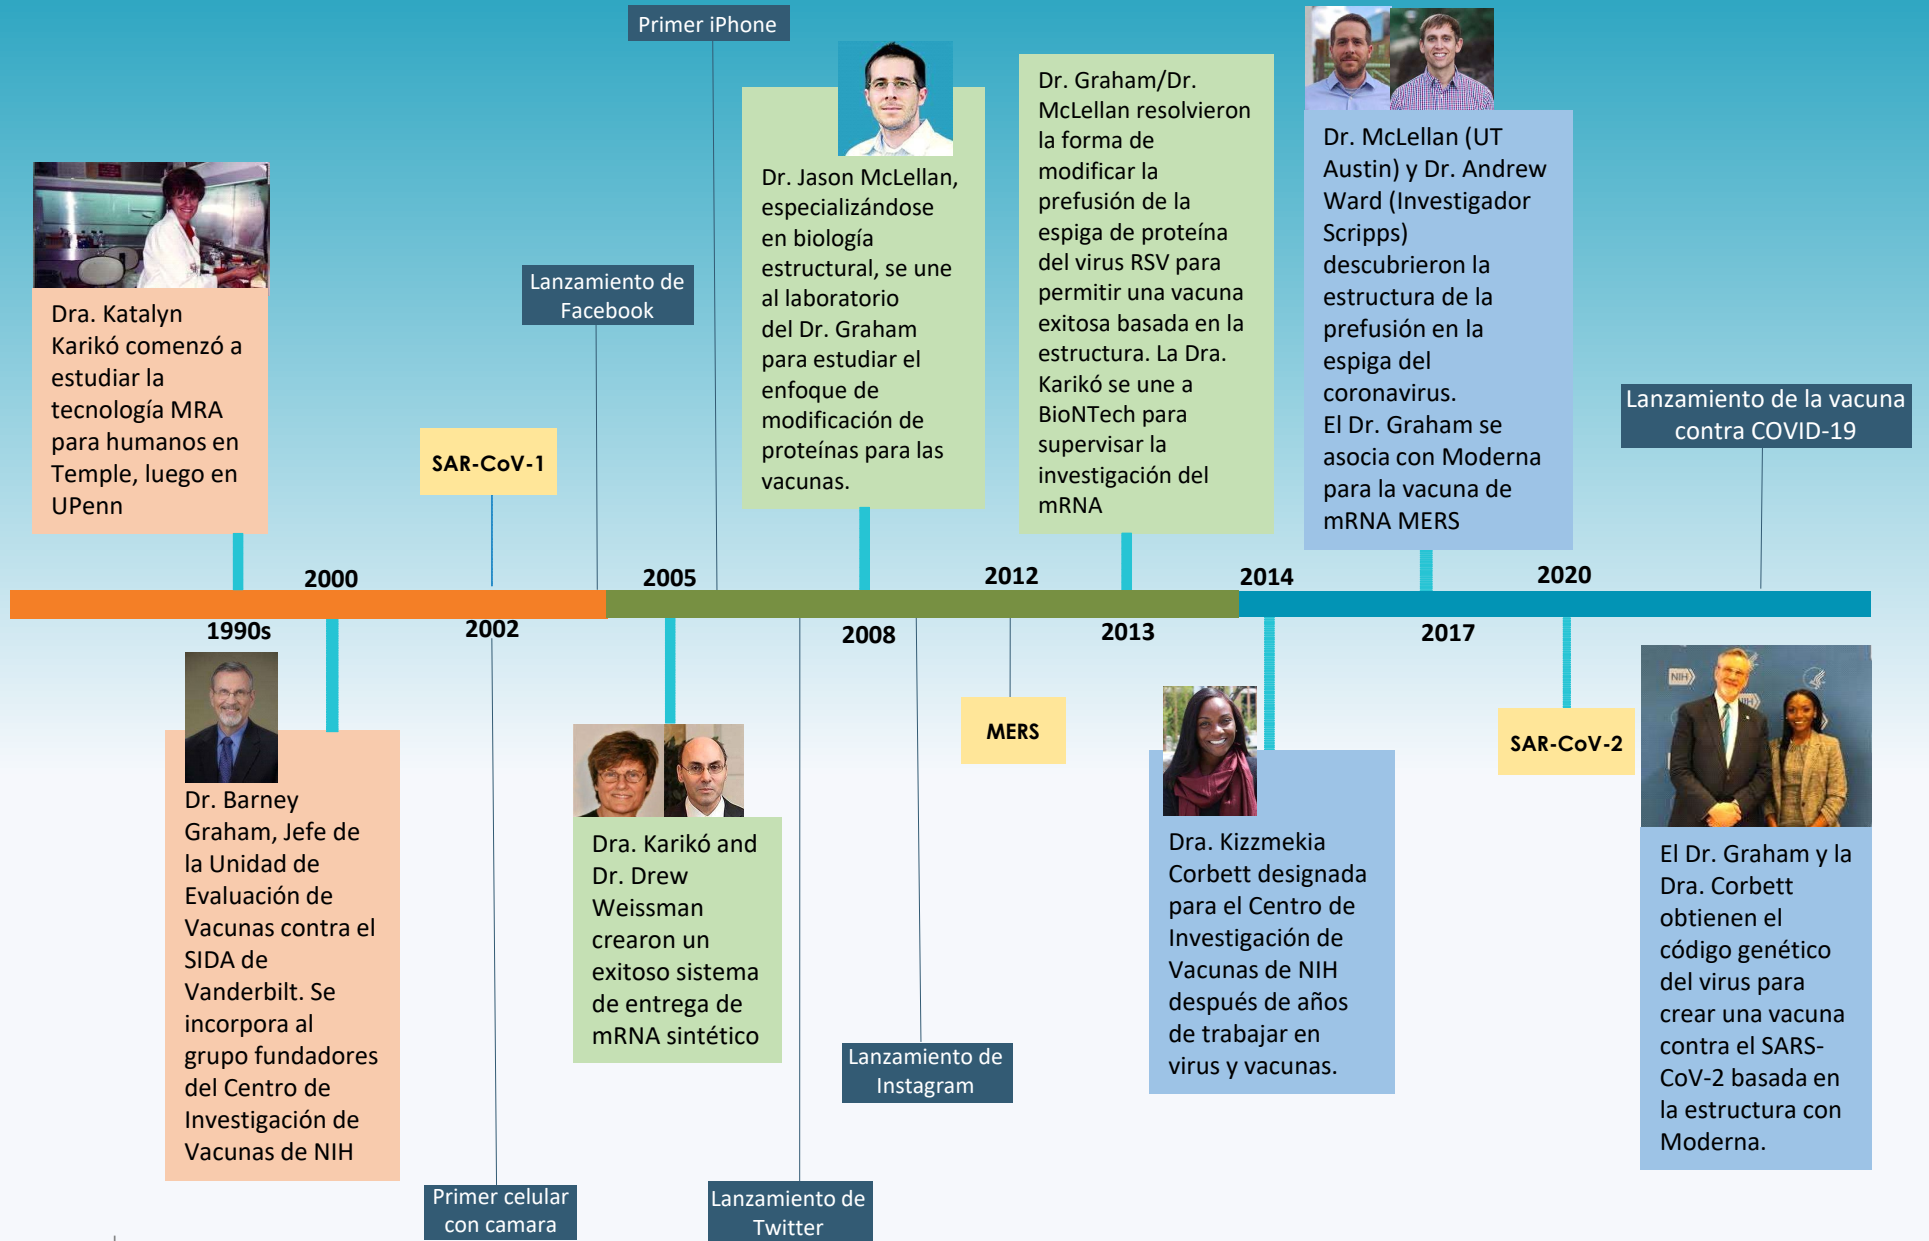 Primer iPhone
Dra. Katalyn
Karikó comenzó a
estudiar la
tecnología MRA
para humanos en
Temple, luego en
UPenn
SAR-CoV-1
Lanzamiento de
Facebook
Dr. Jason McLellan,
especializándose
en biología
estructural, se une
al laboratorio
del Dr. Graham
para estudiar el
enfoque de
modificación de
proteínas para las
vacunas.
Dr. Graham/Dr.
McLellan resolvieron
la forma de
modificar la
prefusión de la
espiga de proteína
del virus RSV para
permitir una vacuna
exitosa basada en la
estructura. La Dra.
Karikó se une a
BioNTech para
supervisar la
investigación del
mRNA
Dr. McLellan (UT
Austin) y Dr. Andrew
Ward (Investigador
Scripps)
descubrieron la
estructura de la
prefusión en la
espiga del
coronavirus.
El Dr. Graham se
asocia con Moderna
para la vacuna de
mRNA MERS
Lanzamiento de la vacuna
contra COVID-19
2000
2005
2012
2014
2020
1990s
2002
2008
2013
2017
Dr. Barney
Graham, Jefe de
la Unidad de
Evaluación de
Vacunas contra el
SIDA de
Vanderbilt. Se
incorpora al
grupo fundadores
del Centro de
Investigación de
Vacunas de NIH
Primer celular
con camara
Dra. Karikó and
Dr. Drew
Weissman
crearon un
exitoso sistema
de entrega de
mRNA sintético
Lanzamiento de
Twitter
Lanzamiento de
Instagram
MERS
Dra. Kizzmekia
Corbett designada
para el Centro de
Investigación de
Vacunas de NIH
después de años
de trabajar en
virus y vacunas.
SAR-CoV-2
NIH
El Dr. Graham y la
Dra. Corbett
obtienen el
código genético
del virus para
crear una vacuna
contra el SARS-
CoV-2 basada en
la estructura con
Moderna.